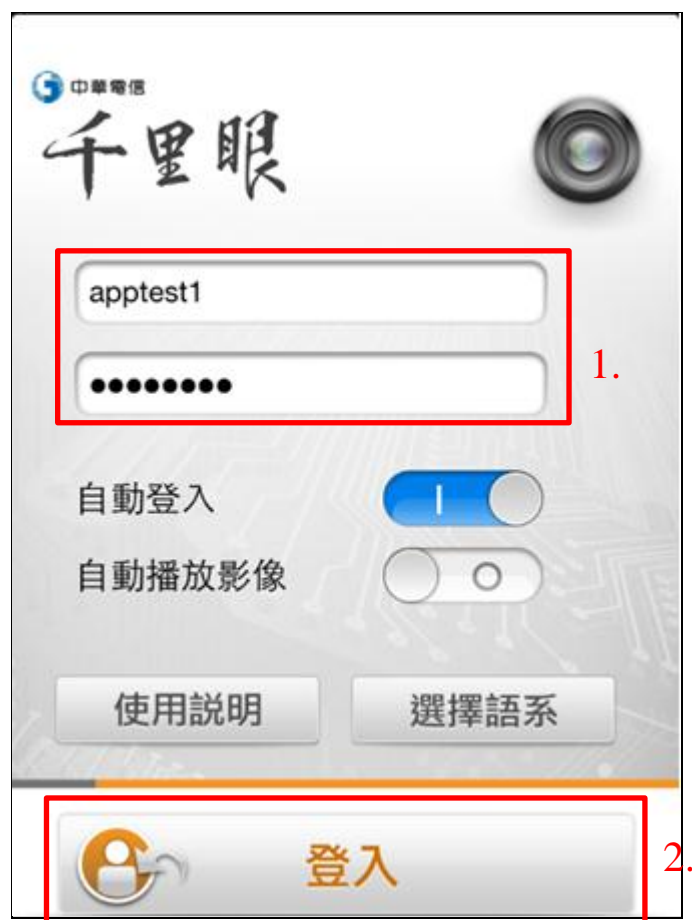 中華電信
千里眼
apptest1
●●●●●●●●
1.
自動登入
自動播放影像
使用説明
選擇語系
登入
2.